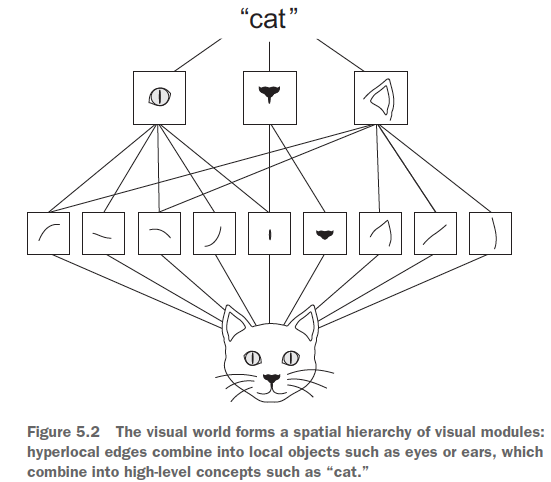 “cat”
Figure 5.2 The visual world forms a spatial hierarchy of visual modules:
hyperlocal edges combine into local objects such as eyes or ears, which
combine into high-level concepts such as “cat.”